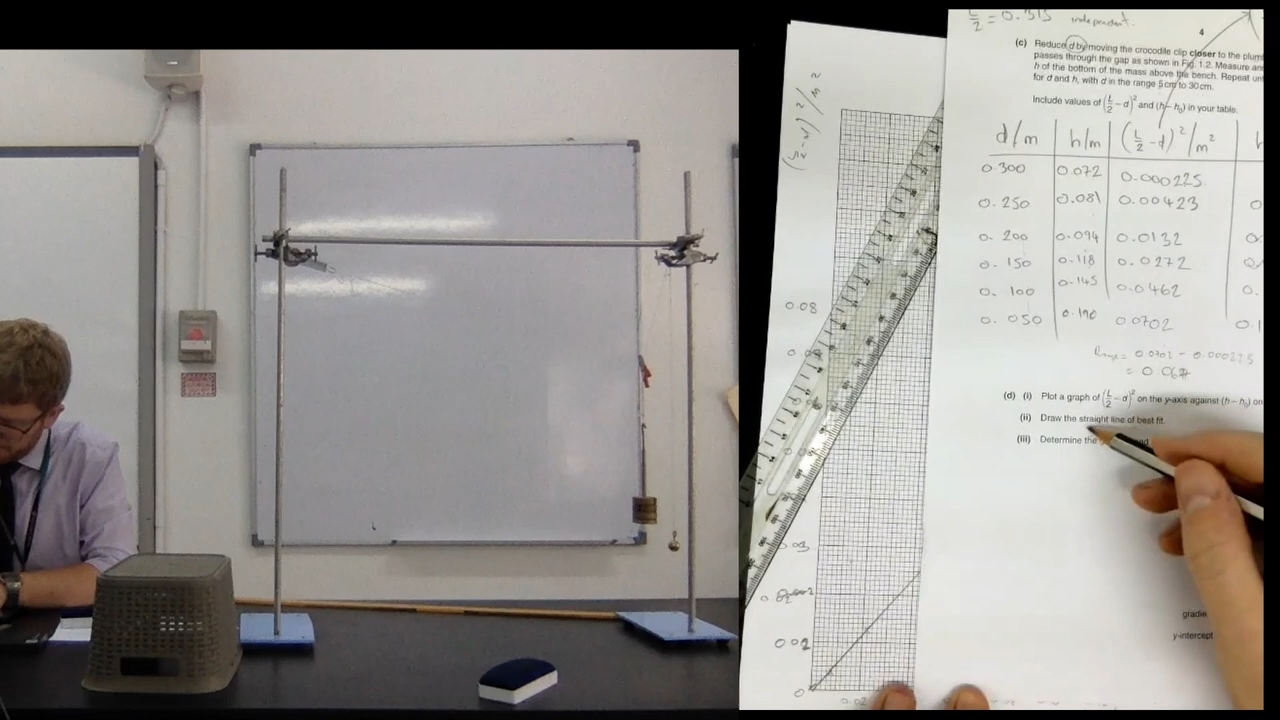 L/2 = 0.315 independent.
4
(c) Reduce d by moving the crocodile clip closer to the
passes through the gap as shown in Fig. 1.2. Measure
h of the bottom of the mass above the bench. Repeat
for d and h, with d in the range 5 cm to 30 cm.
Include values of (L/2 − d)² and (h − h₀) in your table.
d/m h/m (L/2 − d)²/m²
0.300 0.072 0.000225
0.250 0.081 0.00423
0.200 0.094 0.0132
0.150 0.118 0.0272
0.100 0.145 0.0462
0.050 0.190 0.0702
Range = 0.0702 − 0.000225
(d) (i) Plot a graph of (L/2 − d)² on the y-axis against (h − h₀) on
(ii) Draw the straight line of best fit.
(iii) Determine the
y-intercept
(L/2 − d)²/m²
0.08
0.03
0.02
0
0.02